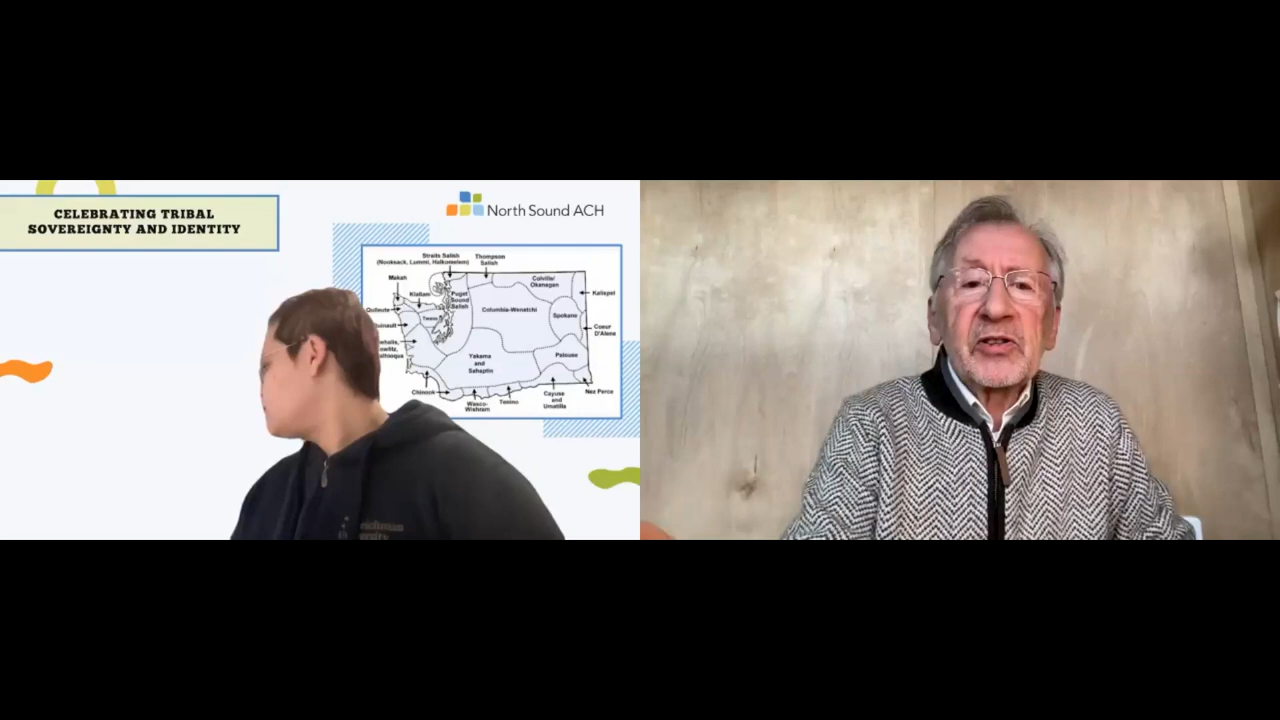 CELEBRATING TRIBAL
SOVEREIGNTY AND IDENTITY
North Sound ACH
Straits Salish
(Nooksack, Lummi, Halkomelem)
Thompson
Salish
Makah
Klallam
Puget
Sound
Salish
Colville/
Okanagan
Kalispel
Quileute
Twana
Columbia-Wenatchi
Spokane
Coeur
D'Alene
Yakama
and
Sahaptin
Palouse
Chinook
Wasco-
Wishram
Tenino
Cayuse
and
Umatilla
Nez Perce